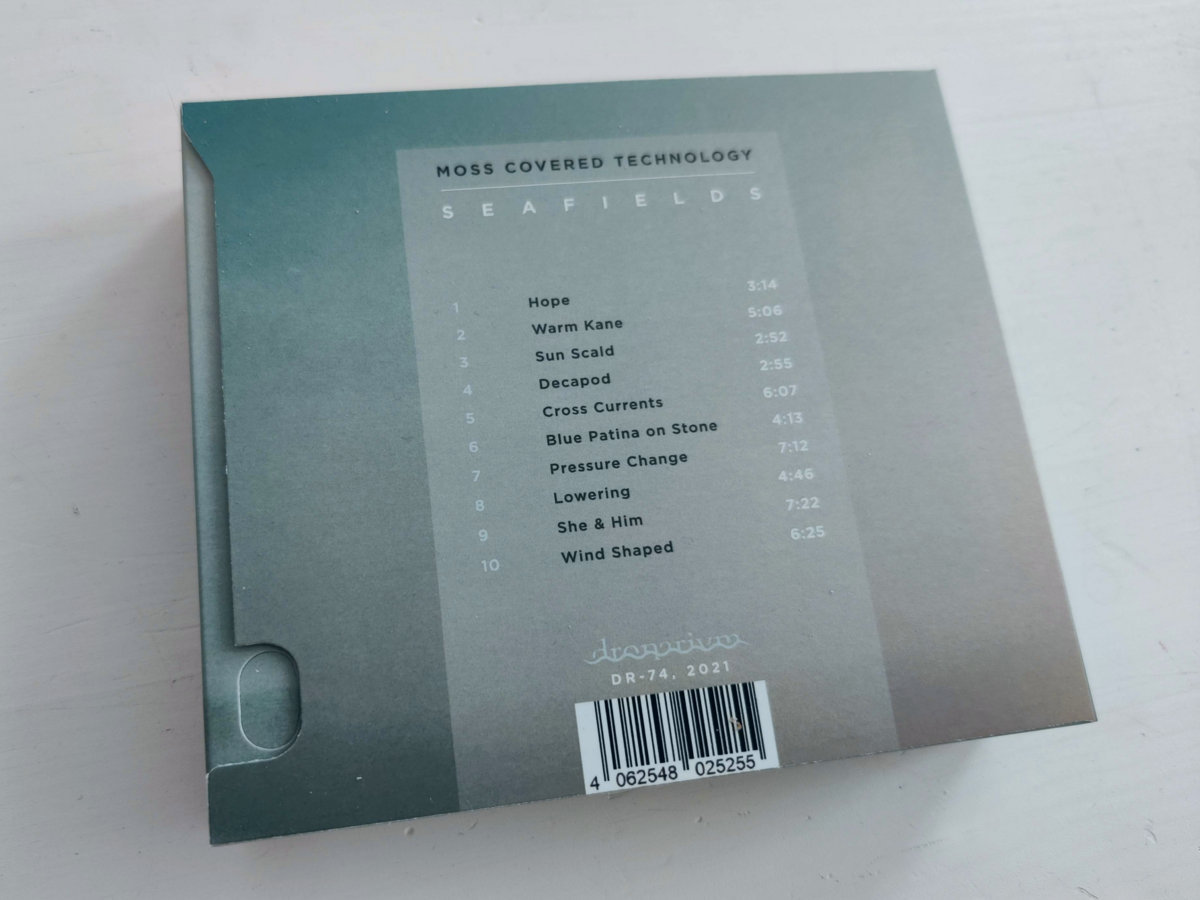 MOSS COVERED TECHNOLOGY
SEAFIELDS
1 Hope 3:14
2 Warm Kane 5:06
3 Sun Scald 2:52
4 Decapod 2:55
5 Cross Currents 6:07
6 Blue Patina on Stone 4:13
7 Pressure Change 7:12
8 Lowering 4:46
9 She & Him 7:22
10 Wind Shaped 6:25
dronarivm
DR-74, 2021
4 062548 025255